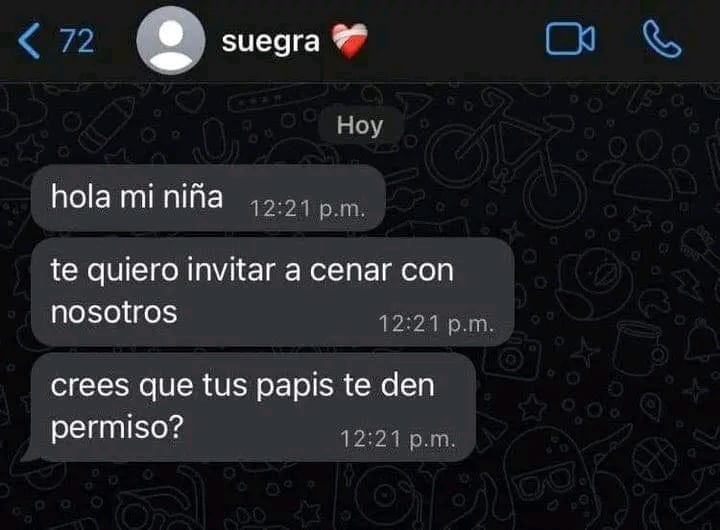 72
suegra ❤️‍🩹
Hoy
hola mi niña
12:21 p.m.
te quiero invitar a cenar con
nosotros
12:21 p.m.
crees que tus papis te den
permiso?
12:21 p.m.